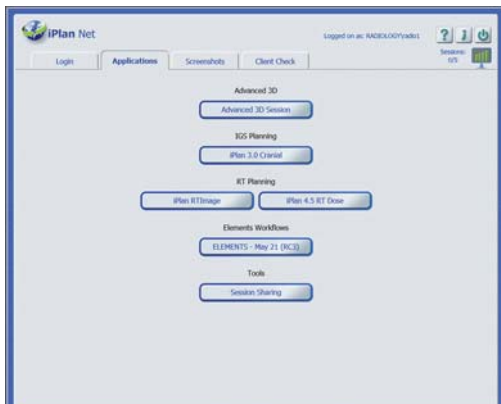 iPlan Net
Logged on as: RADIOLOGY\rado1
?
Sessions:
0/5
Login
Applications
Screenshots
Client Check
Advanced 3D
Advanced 3D Session
IGS Planning
iPlan 3.0 Cranial
RT Planning
iPlan RTImage
iPlan 4.5 RT Dose
Elements Workflows
ELEMENTS - May 21 (RC3)
Tools
Session Sharing